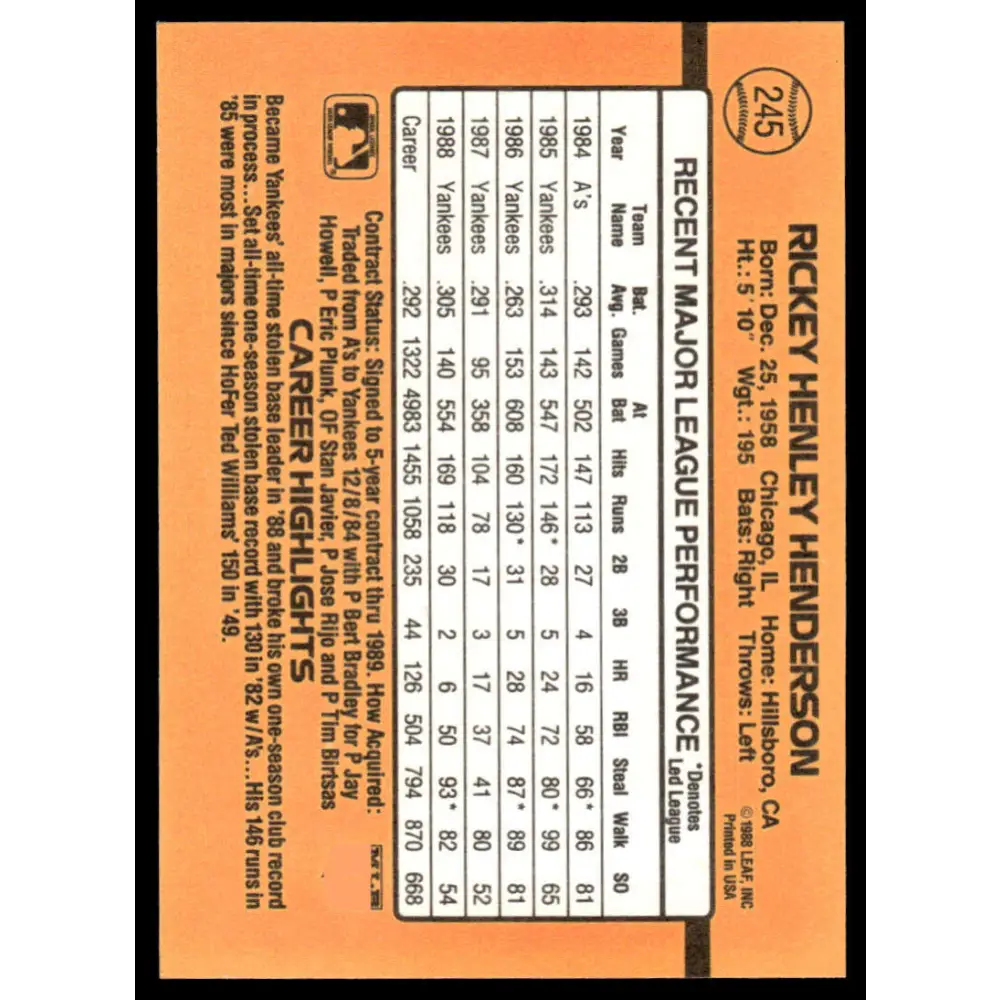 245
RICKEY HENLEY HENDERSON
Born: Dec. 25, 1958 Chicago, IL Home: Hillsboro, CA
Ht.: 5' 10" Wgt.: 195 Bats: Right Throws: Left
© 1988 LEAF, INC
Printed in USA
RECENT MAJOR LEAGUE PERFORMANCE *Denotes Led League
Year Team Name Bat. Avg. Games At Bat Hits Runs 2B 3B HR RBI Steal Walk SO
1984 A's .293 142 502 147 113 27 4 16 58 66* 86 81
1985 Yankees .314 143 547 172 146* 28 5 24 72 80* 99 65
1986 Yankees .263 153 608 160 130* 31 5 28 74 87* 89 81
1987 Yankees .291 95 358 104 78 17 3 17 37 41 80 52
1988 Yankees .305 140 554 169 118 30 2 6 50 93* 82 54
Career .292 1322 4983 1455 1058 235 44 126 504 794 870 668
Contract Status: Signed to 5-year contract thru 1989. How Acquired:
Traded from A's to Yankees 12/8/84 with P Bert Bradley for P Jay
Howell, P Eric Plunk, OF Stan Javier, P Jose Rijo and P Tim Birtsas
CAREER HIGHLIGHTS
Became Yankees' all-time stolen base leader in '88 and broke his own one-season club record
in process...Set all-time one-season stolen base record with 130 in '82 w/A's...His 146 runs in
'85 were most in majors since HoFer Ted Williams' 150 in '49.